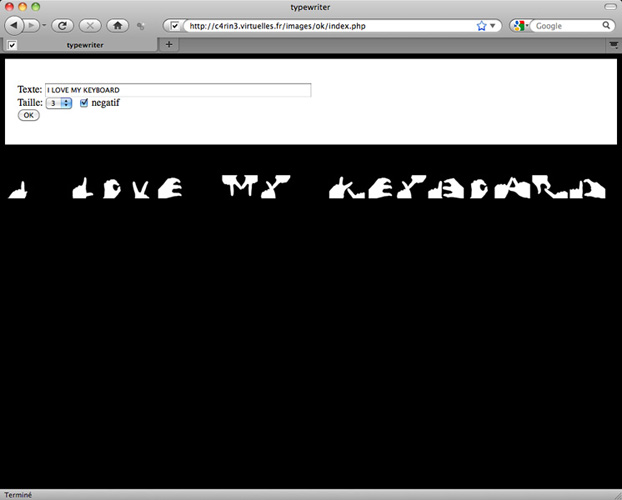 typewriter
http://c4rin3.virtuelles.fr/images/ok/index.php
Google
typewriter
Texte: I LOVE MY KEYBOARD
Taille: 3 negatif
OK
I LOVE MY KEYBOARD
Terminé